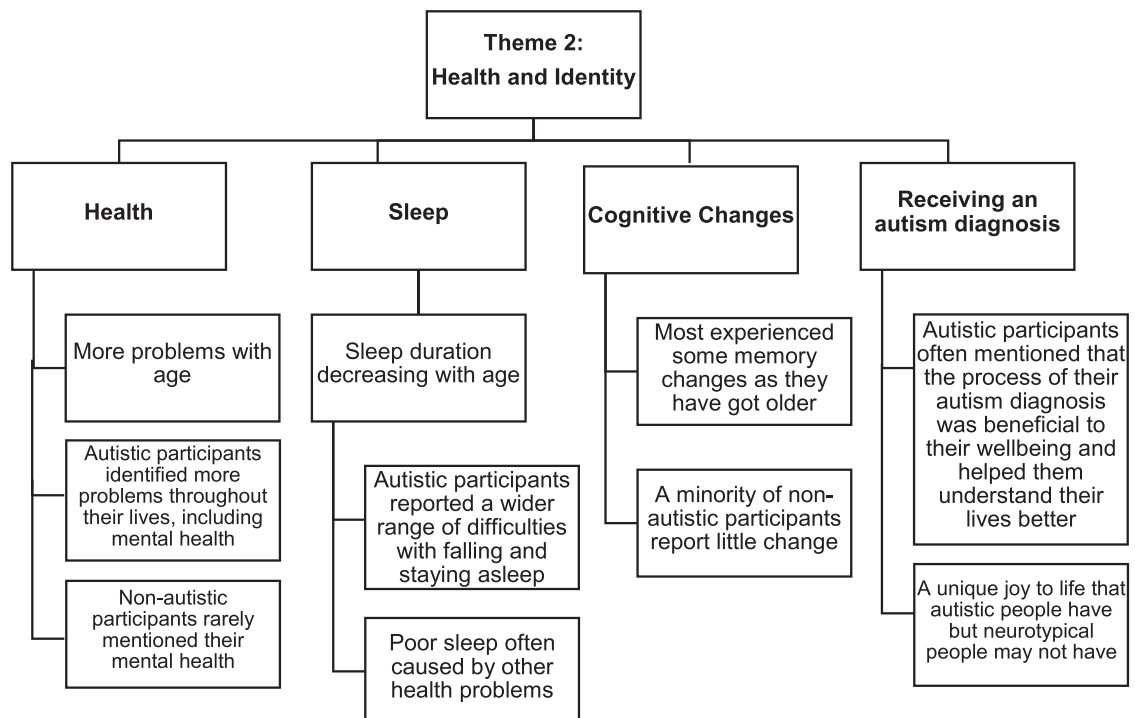 Theme 2:
Health and Identity
Health
More problems with
age
Autistic participants
identified more
problems throughout
their lives, including
mental health
Non-autistic
participants rarely
mentioned their
mental health
Sleep
Sleep duration
decreasing with age
Autistic participants
reported a wider
range of difficulties
with falling and
staying asleep
Poor sleep often
caused by other
health problems
Cognitive Changes
Most experienced
some memory
changes as they
have got older
A minority of non-
autistic participants
report little change
Receiving an
autism diagnosis
Autistic participants
often mentioned that
the process of their
autism diagnosis
was beneficial to
their wellbeing and
helped them
understand their
lives better
A unique joy to life that
autistic people have
but neurotypical
people may not have